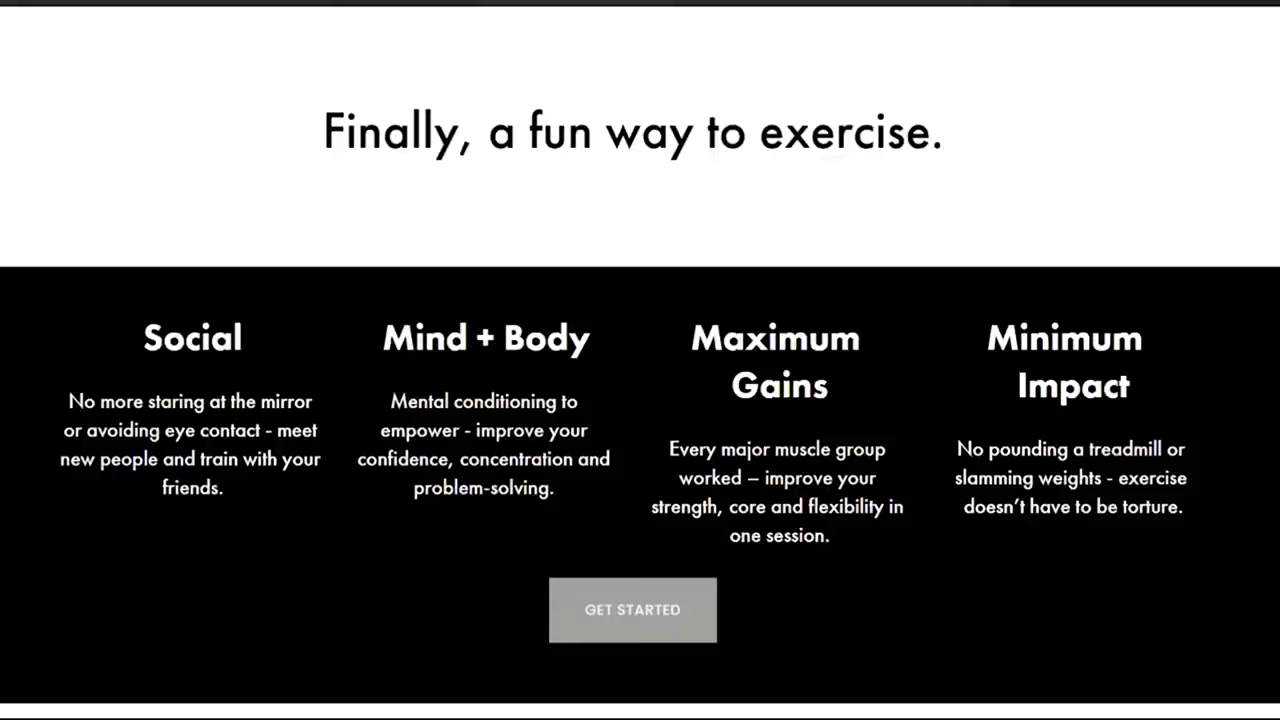 Finally, a fun way to exercise.
Social
No more staring at the mirror
or avoiding eye contact - meet
new people and train with your
friends.
Mind + Body
Mental conditioning to
empower - improve your
confidence, concentration and
problem-solving.
Maximum
Gains
Every major muscle group
worked – improve your
strength, core and flexibility in
one session.
Minimum
Impact
No pounding a treadmill or
slamming weights - exercise
doesn’t have to be torture.
GET STARTED